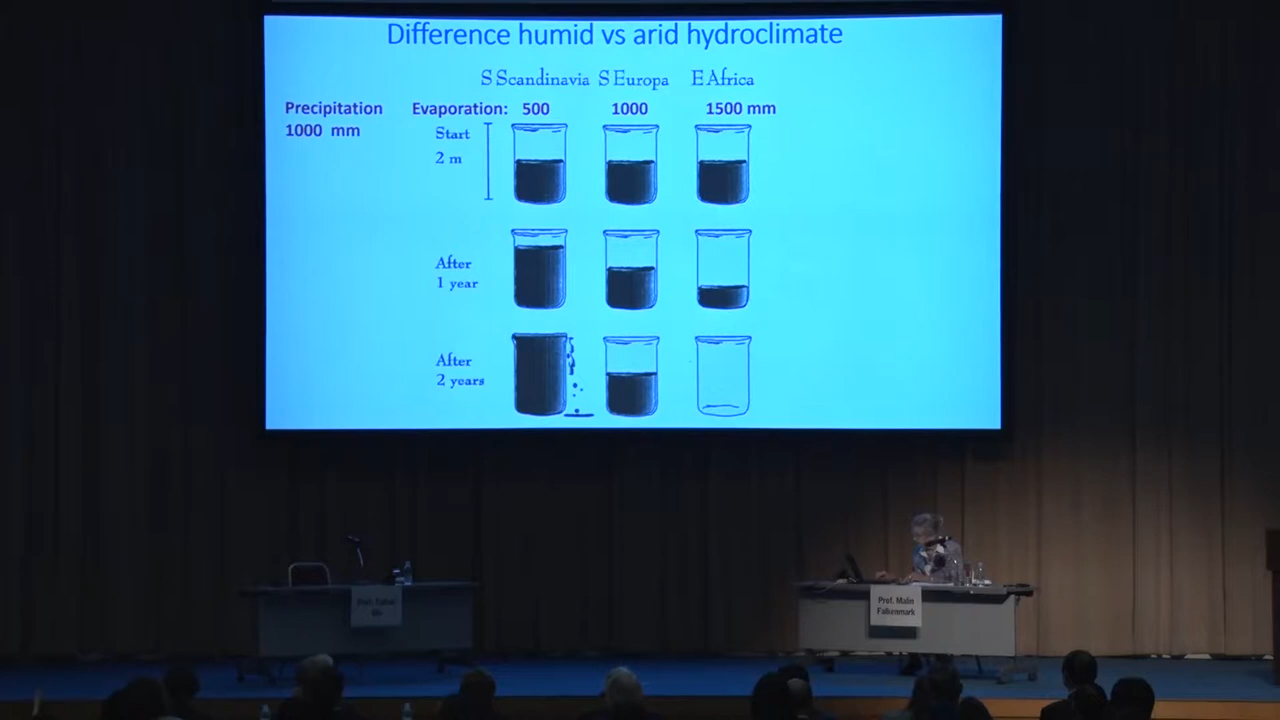 Difference humid vs arid hydroclimate
S Scandinavia S Europa E Africa
Precipitation Evaporation: 500 1000 1500 mm
1000 mm
Start
2 m
After
1 year
After
2 years
Prof. Malin
Falkenmark
Prof.